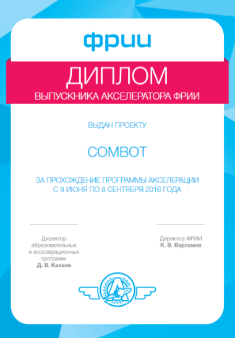 фрии
ДИПЛОМ
ВЫПУСКНИКА АКСЕЛЕРАТОРА ФРИИ
ВЫДАН ПРОЕКТУ
COMBOT
ЗА ПРОХОЖДЕНИЕ ПРОГРАММЫ АКСЕЛЕРАЦИИ
С 9 ИЮНЯ ПО 8 СЕНТЯБРЯ 2016 ГОДА
Директор
образовательных
и акселерационных
программ
Д. В. Калаев
Директор ФРИИ
К. В. Варламов